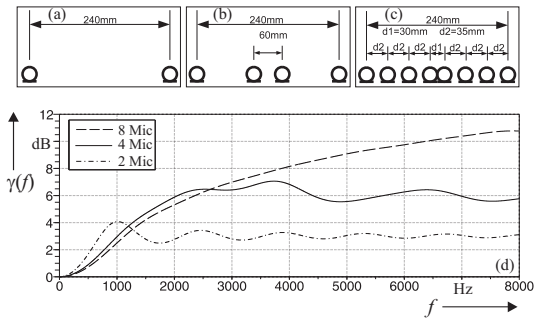 (a)
240mm
(b)
240mm
60mm
(c)
240mm
d1=30mm d2=35mm
d2 d2 d2 d1 d2 d2 d2
12
dB
10
8
γ(f)
6
4
2
0
8 Mic
4 Mic
2 Mic
(d)
0 1000 2000 3000 4000 5000 6000 7000 8000
Hz
f